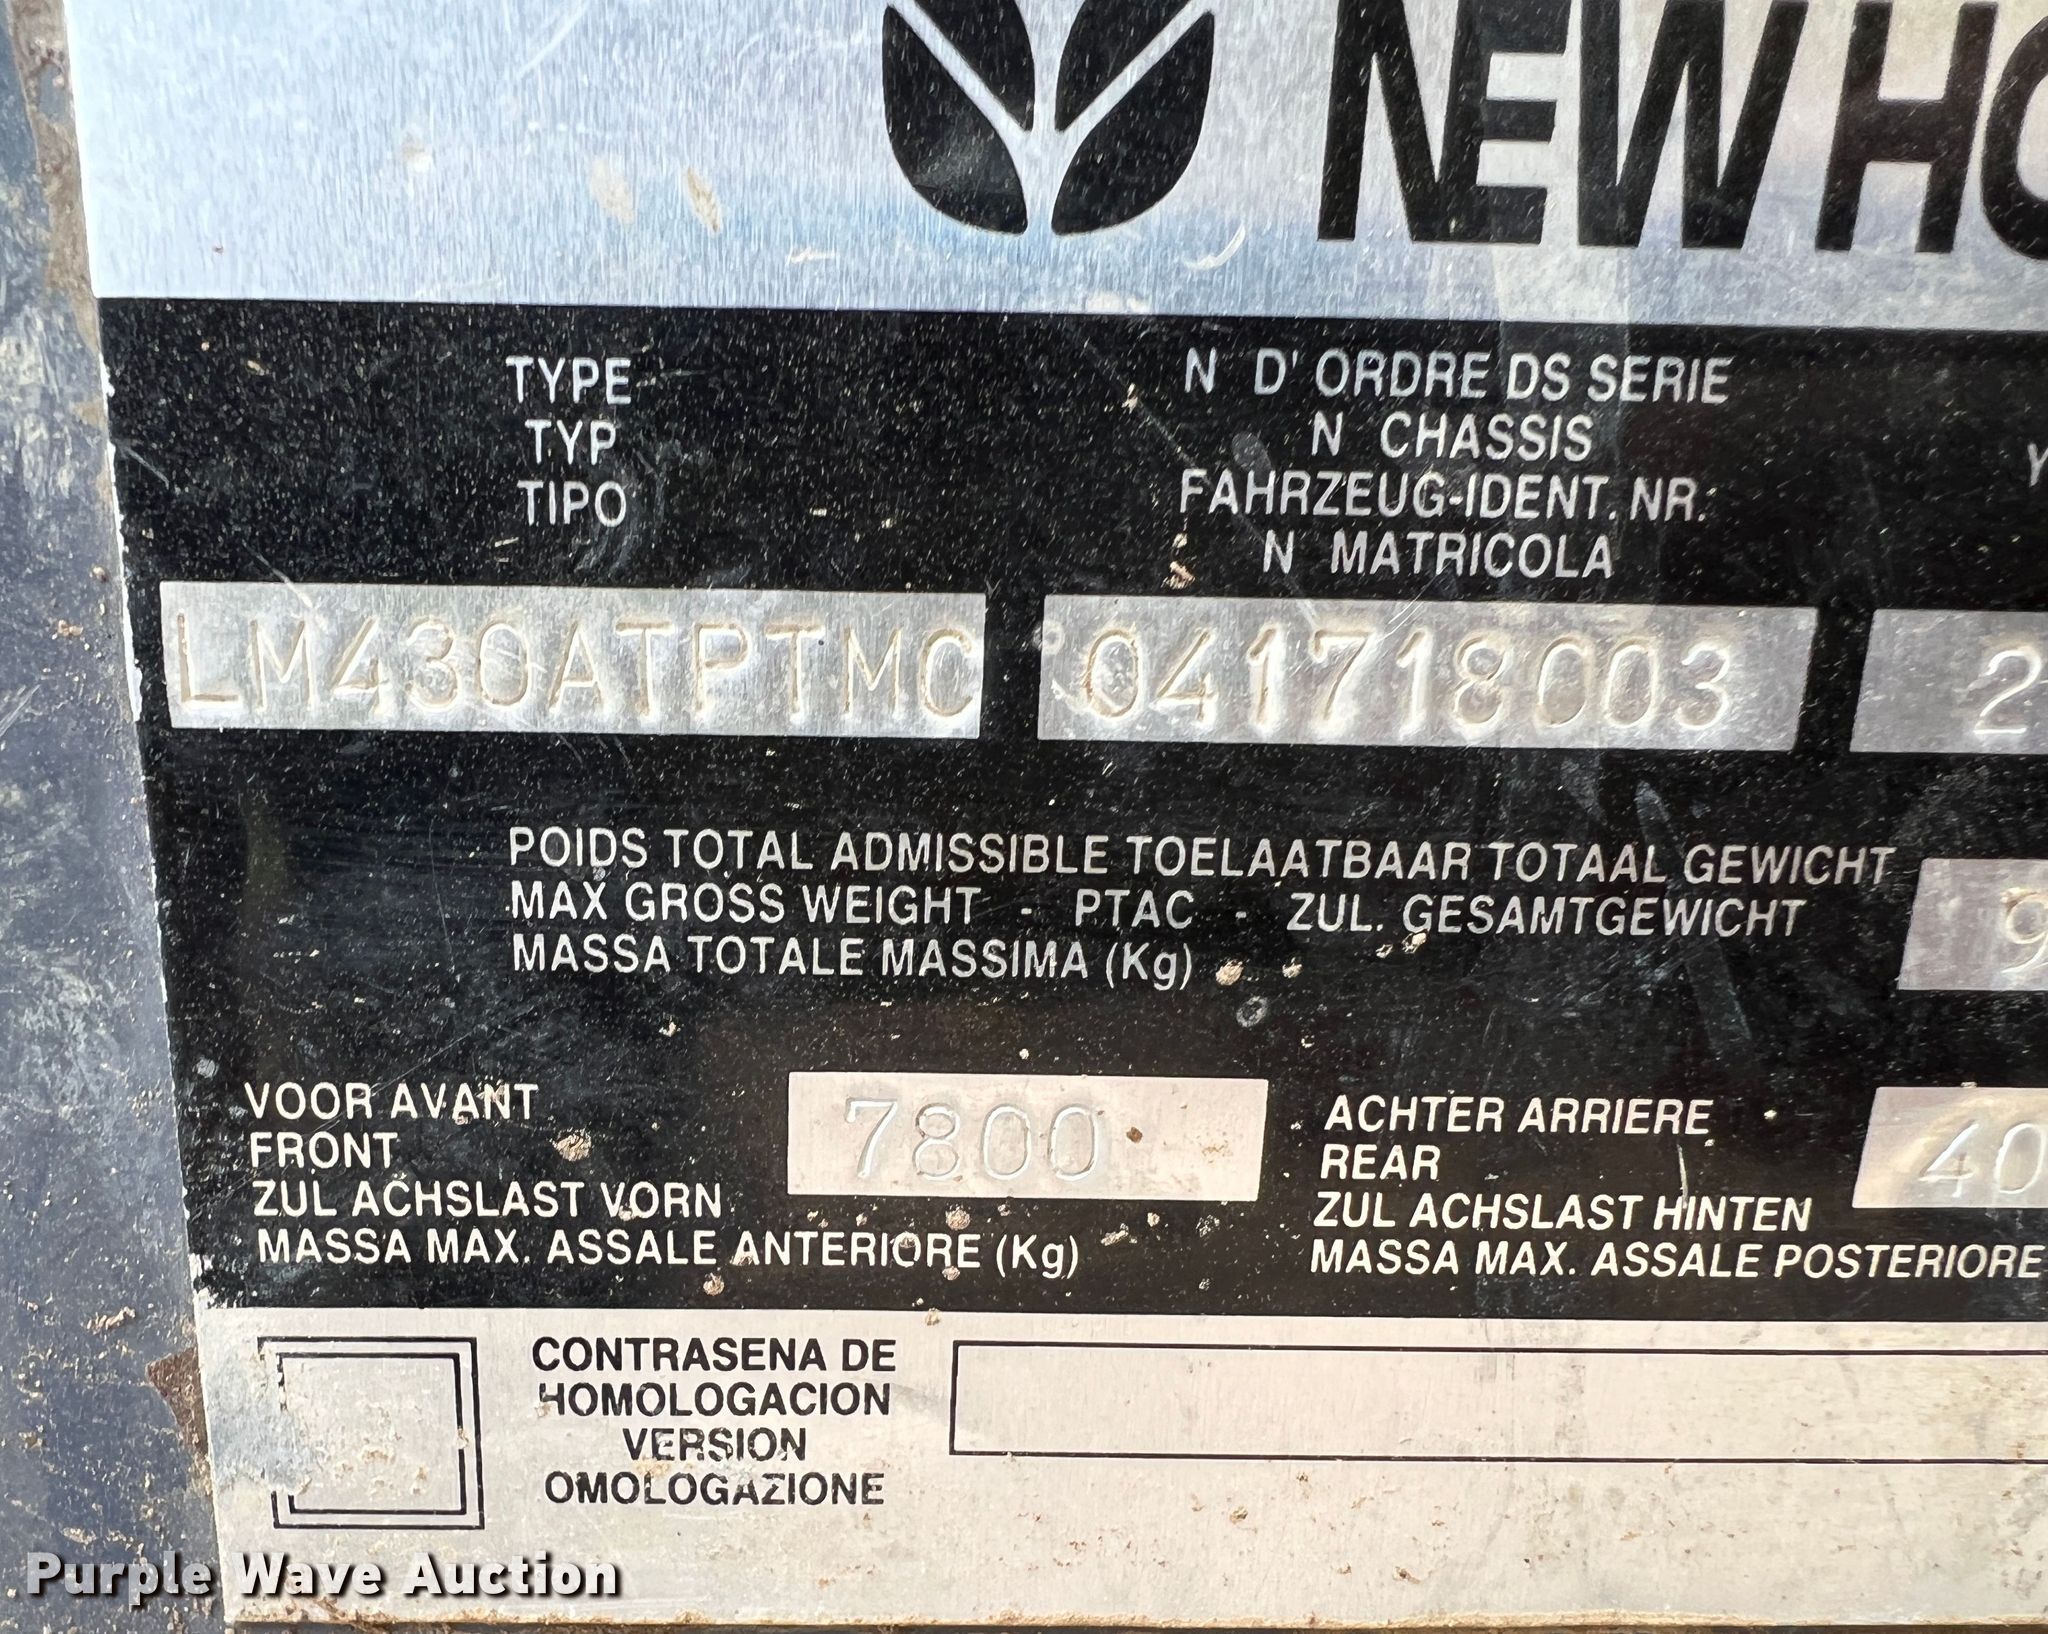 NEW HO
TYPE
TYP
TIPO
N D' ORDRE DS SERIE
N CHASSIS
FAHRZEUG-IDENT. NR.
N MATRICOLA
Y
LM430ATPTMC
041718003
2
POIDS TOTAL ADMISSIBLE TOELAATBAAR TOTAAL GEWICHT
MAX GROSS WEIGHT - PTAC - ZUL. GESAMTGEWICHT
MASSA TOTALE MASSIMA (Kg)
9
VOOR AVANT
FRONT
ZUL ACHSLAST VORN
MASSA MAX. ASSALE ANTERIORE (Kg)
7800
ACHTER ARRIERE
REAR
ZUL ACHSLAST HINTEN
MASSA MAX. ASSALE POSTERIORE
40
CONTRASENA DE
HOMOLOGACION
VERSION
OMOLOGAZIONE
Purple Wave Auction